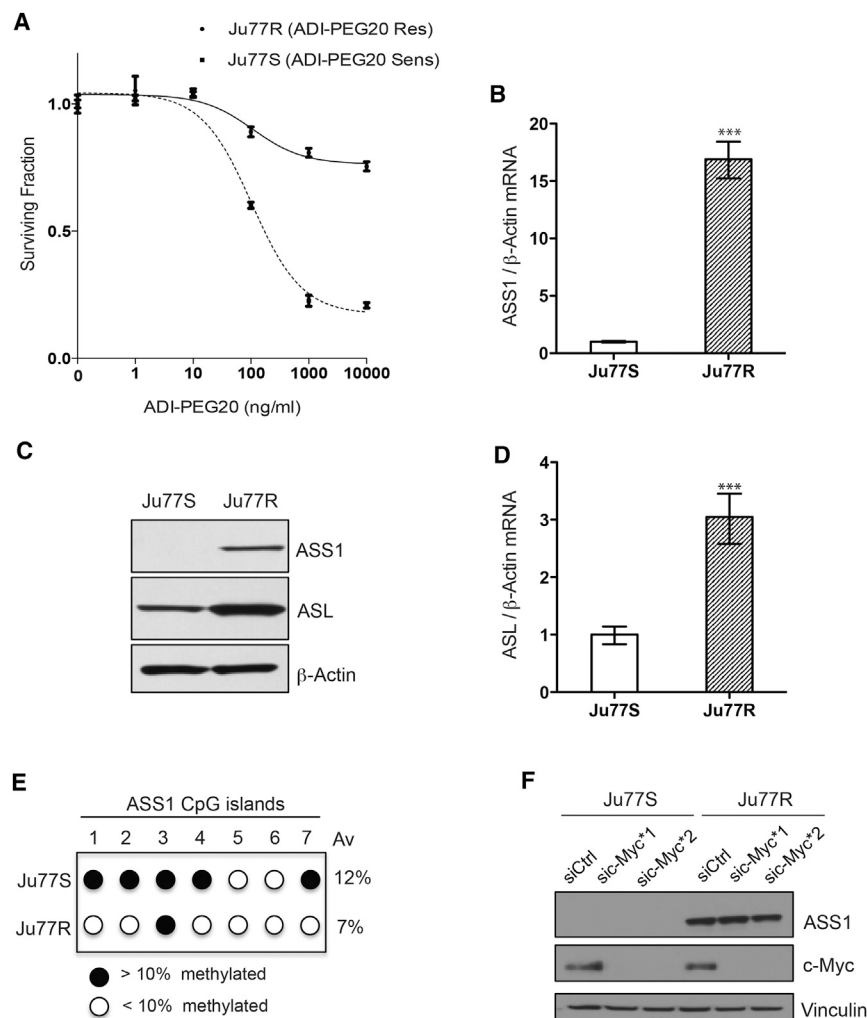 A
Ju77R (ADI-PEG20 Res)
Ju77S (ADI-PEG20 Sens)
Surviving Fraction
1.0
0.5
0.0
0 1 10 100 1000 10000
ADI-PEG20 (ng/ml)
B
ASS1 / β-Actin mRNA
20
15
10
5
0
***
Ju77S Ju77R
C
Ju77S Ju77R
ASS1
ASL
β-Actin
D
ASL / β-Actin mRNA
4
3
2
1
0
***
Ju77S Ju77R
E
ASS1 CpG islands
1 2 3 4 5 6 7 Av
Ju77S 12%
Ju77R 7%
> 10% methylated
< 10% methylated
F
Ju77S Ju77R
siCtrl sic-Myc*1 sic-Myc*2 siCtrl sic-Myc*1 sic-Myc*2
ASS1
c-Myc
Vinculin